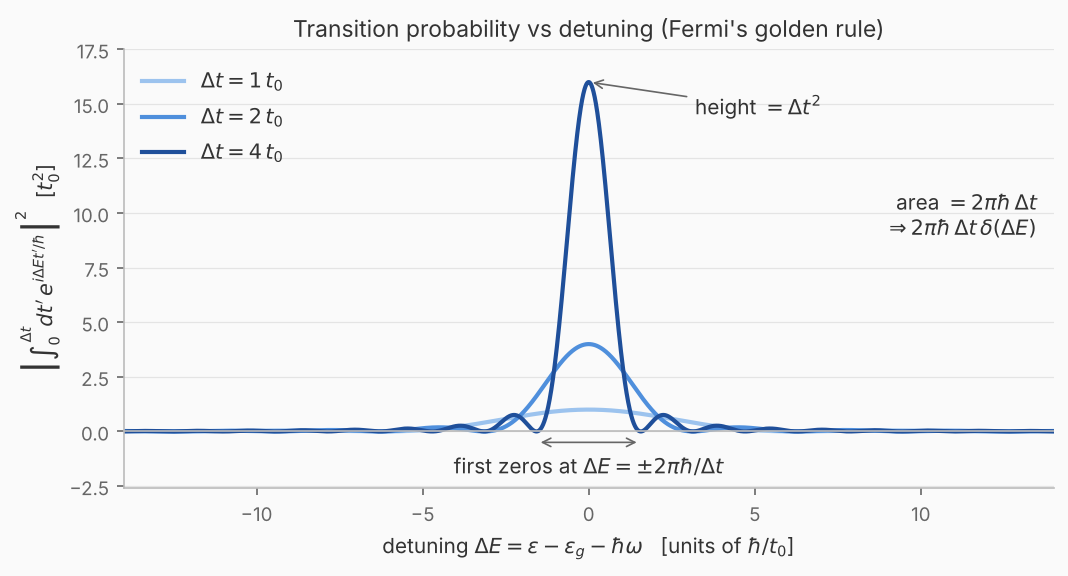 Transition probability vs detuning (Fermi's golden rule)
|∫₀^Δt dt′ e^{iΔEt′/ħ}|² [t₀²]
17.5
15.0
12.5
10.0
7.5
5.0
2.5
0.0
−2.5
Δt = 1 t₀
Δt = 2 t₀
Δt = 4 t₀
height = Δt²
area = 2πħ Δt
⇒ 2πħ Δt δ(ΔE)
first zeros at ΔE = ±2πħ/Δt
−10
−5
0
5
10
detuning ΔE = ε − ε_g − ħω [units of ħ/t₀]